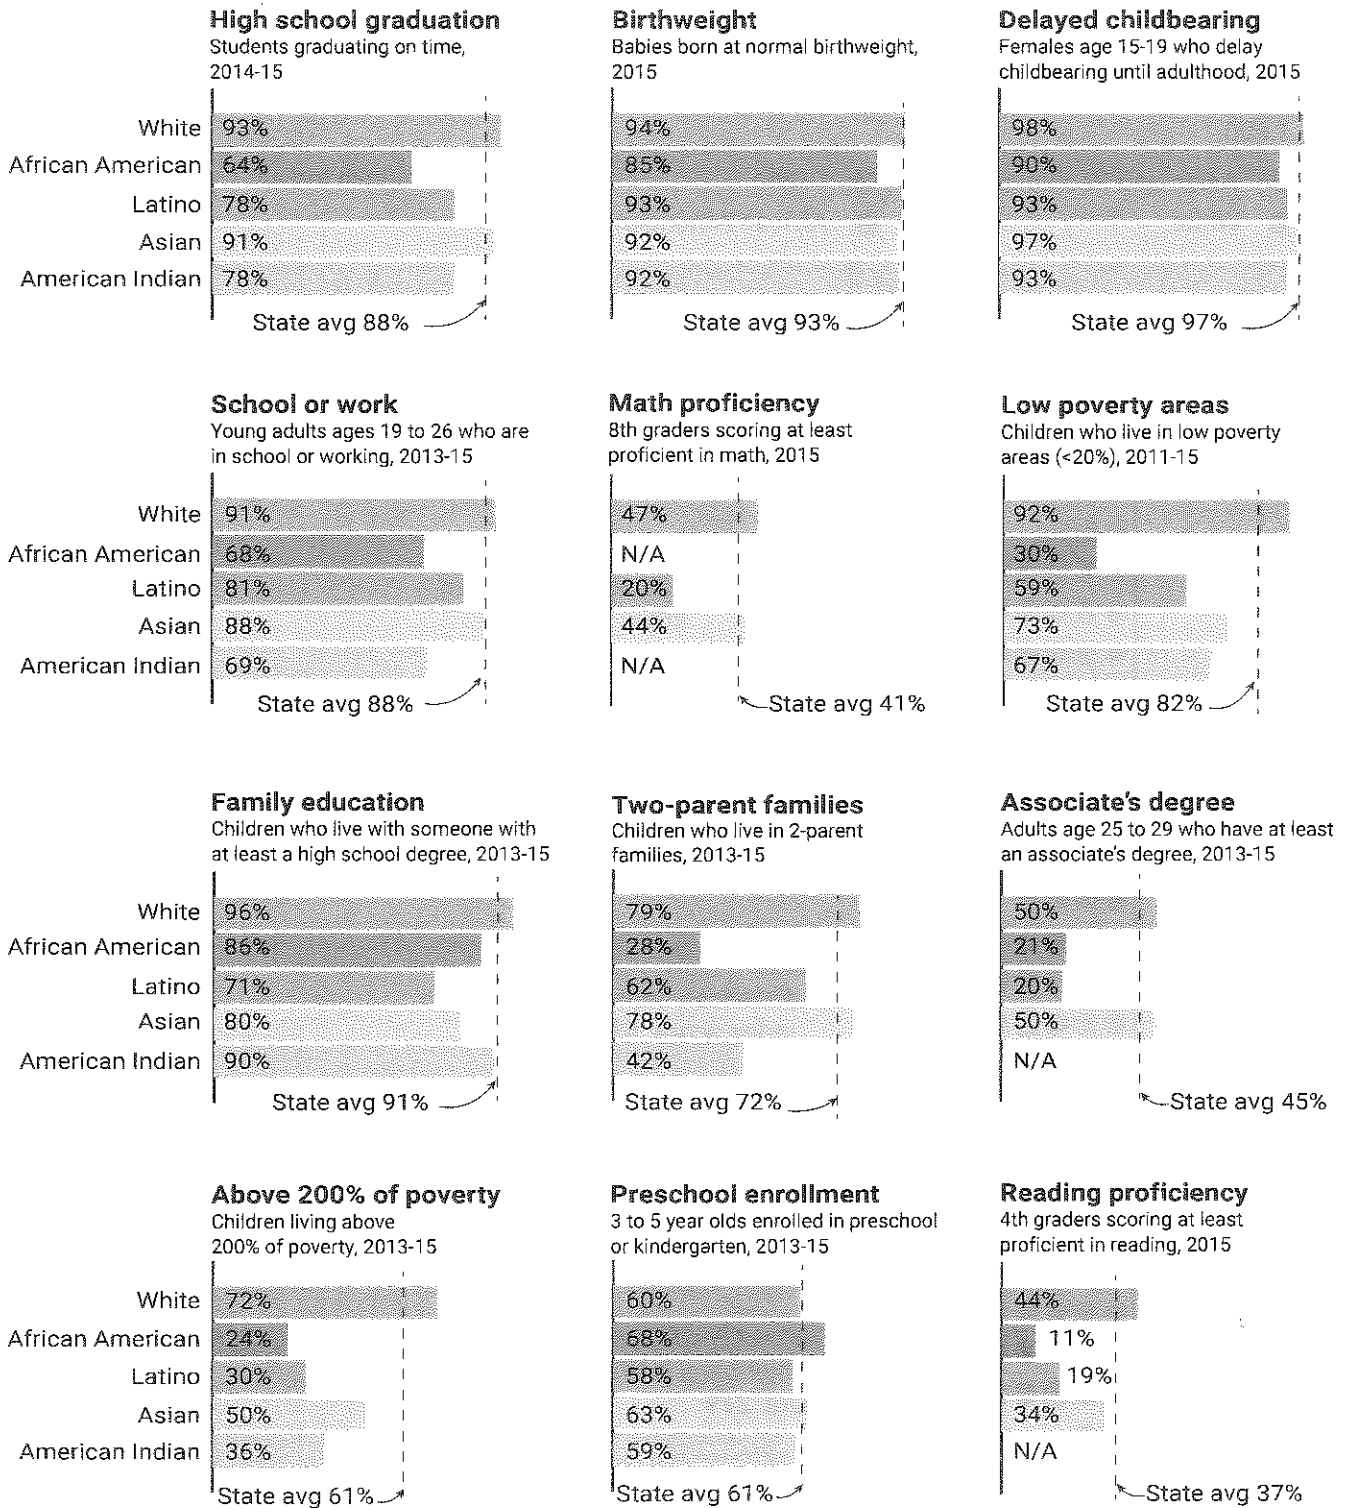 High school graduation
Students graduating on time,
2014-15
White 93%
African American 64%
Latino 78%
Asian 91%
American Indian 78%
State avg 88%
Birthweight
Babies born at normal birthweight,
2015
94%
85%
93%
92%
92%
State avg 93%
Delayed childbearing
Females age 15-19 who delay
childbearing until adulthood, 2015
98%
90%
93%
97%
93%
State avg 97%
School or work
Young adults ages 19 to 26 who are
in school or working, 2013-15
White 91%
African American 68%
Latino 81%
Asian 88%
American Indian 69%
State avg 88%
Math proficiency
8th graders scoring at least
proficient in math, 2015
47%
N/A
20%
44%
N/A
State avg 41%
Low poverty areas
Children who live in low poverty
areas (<20%), 2011-15
92%
30%
59%
73%
67%
State avg 82%
Family education
Children who live with someone with
at least a high school degree, 2013-15
White 96%
African American 86%
Latino 71%
Asian 80%
American Indian 90%
State avg 91%
Two-parent families
Children who live in 2-parent
families, 2013-15
79%
28%
62%
78%
42%
State avg 72%
Associate's degree
Adults age 25 to 29 who have at least
an associate's degree, 2013-15
50%
21%
20%
50%
N/A
State avg 45%
Above 200% of poverty
Children living above
200% of poverty, 2013-15
White 72%
African American 24%
Latino 30%
Asian 50%
American Indian 36%
State avg 61%
Preschool enrollment
3 to 5 year olds enrolled in preschool
or kindergarten, 2013-15
60%
68%
58%
63%
59%
State avg 61%
Reading proficiency
4th graders scoring at least
proficient in reading, 2015
44%
11%
19%
34%
N/A
State avg 37%